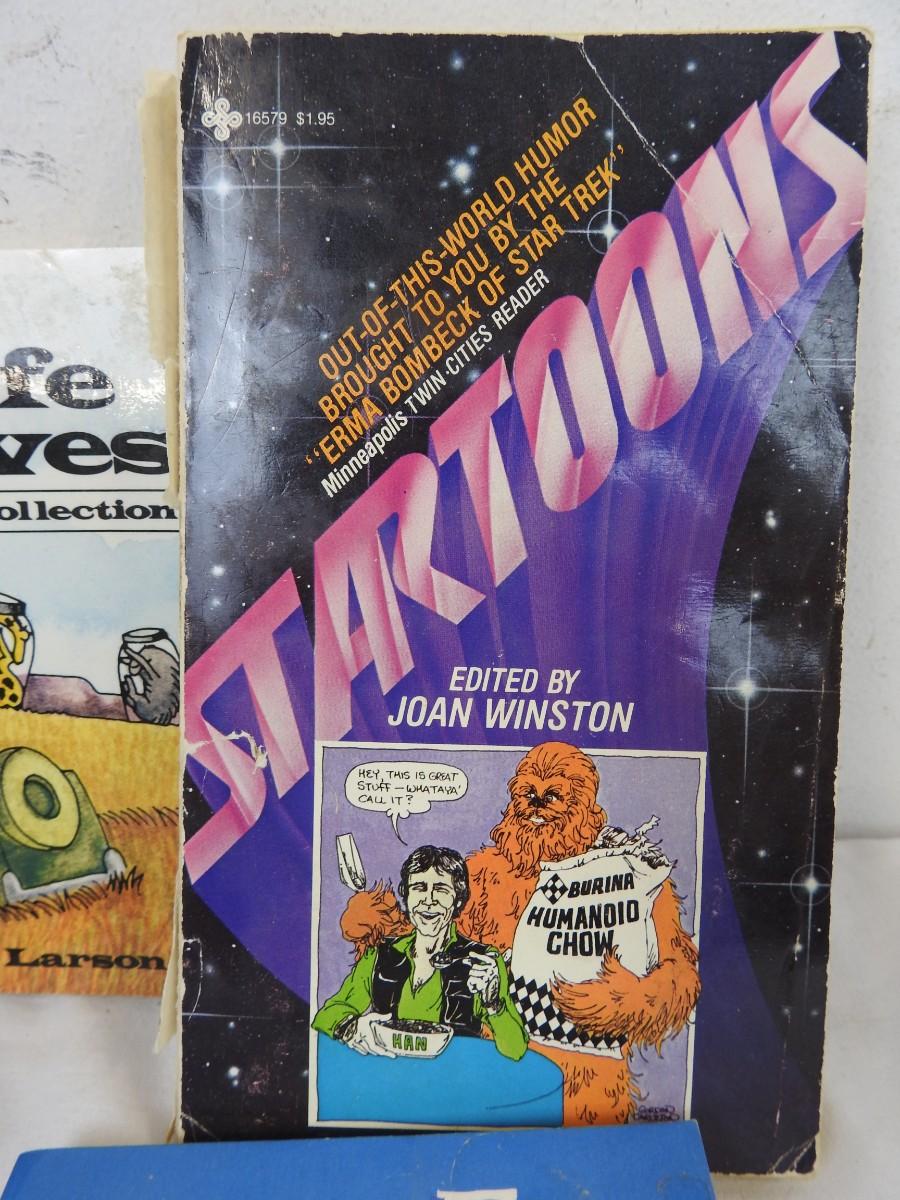 16579 $1.95
OUT-OF-THIS-WORLD HUMOR
BROUGHT TO YOU BY THE
"ERMA BOMBECK OF STAR TREK"
Minneapolis TWIN-CITIES READER
STARTOONS
EDITED BY
JOAN WINSTON
HEY, THIS IS GREAT
STUFF — WHATAYA'
CALL IT?
BURINA
HUMANOID
CHOW
HAN
fe
ves
ollection
Larson